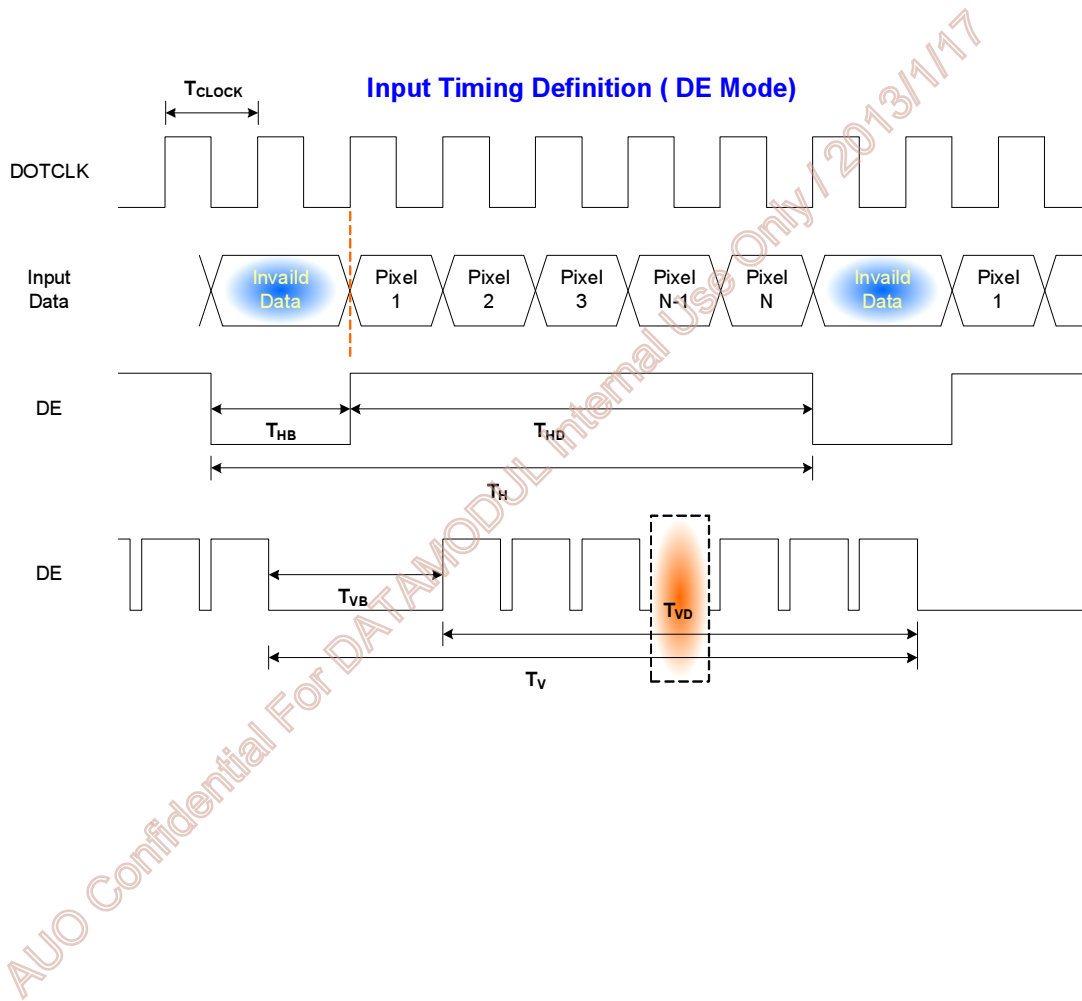 Input Timing Definition ( DE Mode)
TCLOCK
DOTCLK
Input
Data
Invaild
Data
Pixel
1
Pixel
2
Pixel
3
Pixel
N-1
Pixel
N
Invaild
Data
Pixel
1
DE
THB
THD
TH
DE
TVB
TVD
TV
AUO Confidential For DATAMODUL Internal Use Only / 2013/1/17